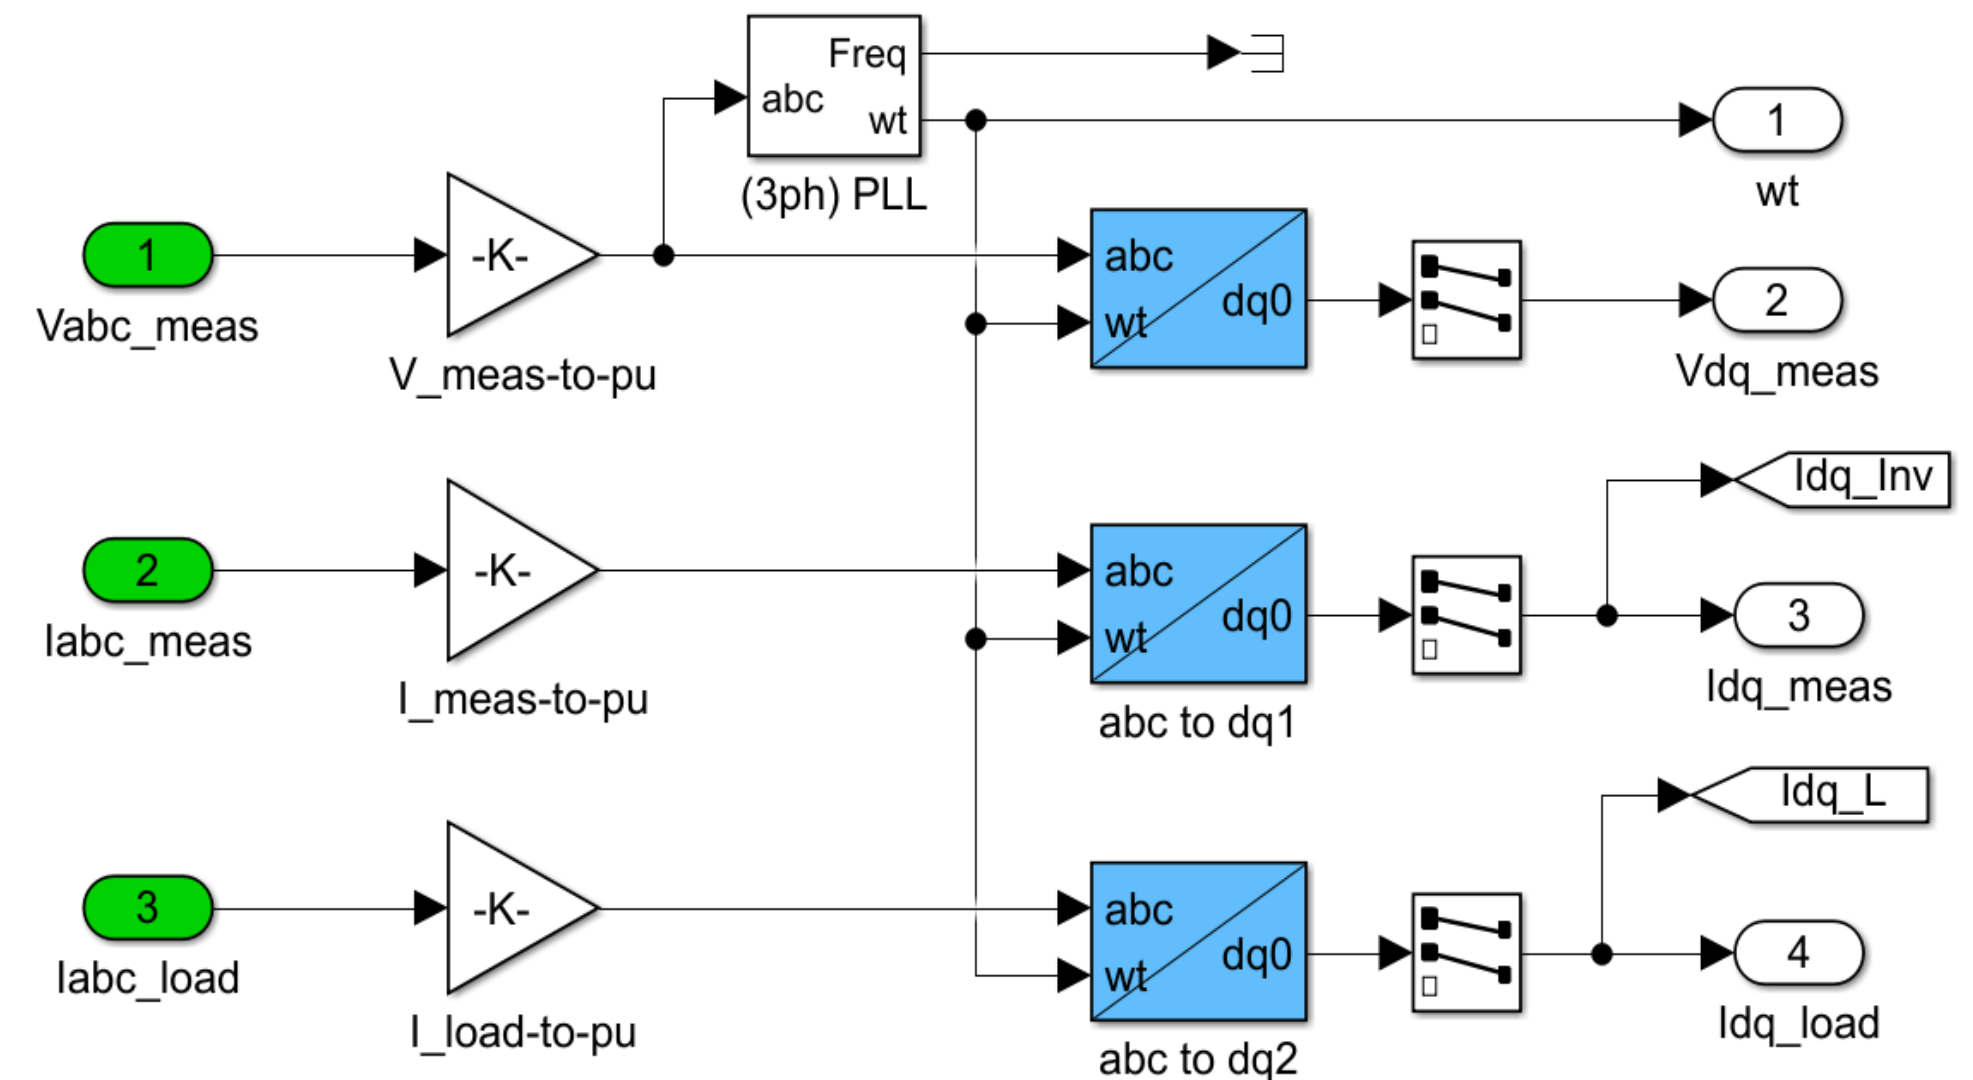 Freq
abc
wt
(3ph) PLL
1
wt
1
Vabc_meas
-K-
V_meas-to-pu
abc
wt
dq0
2
Vdq_meas
Idq_Inv
2
Iabc_meas
-K-
I_meas-to-pu
abc
wt
dq0
abc to dq1
3
Idq_meas
Idq_L
3
Iabc_load
-K-
I_load-to-pu
abc
wt
dq0
abc to dq2
4
Idq_load